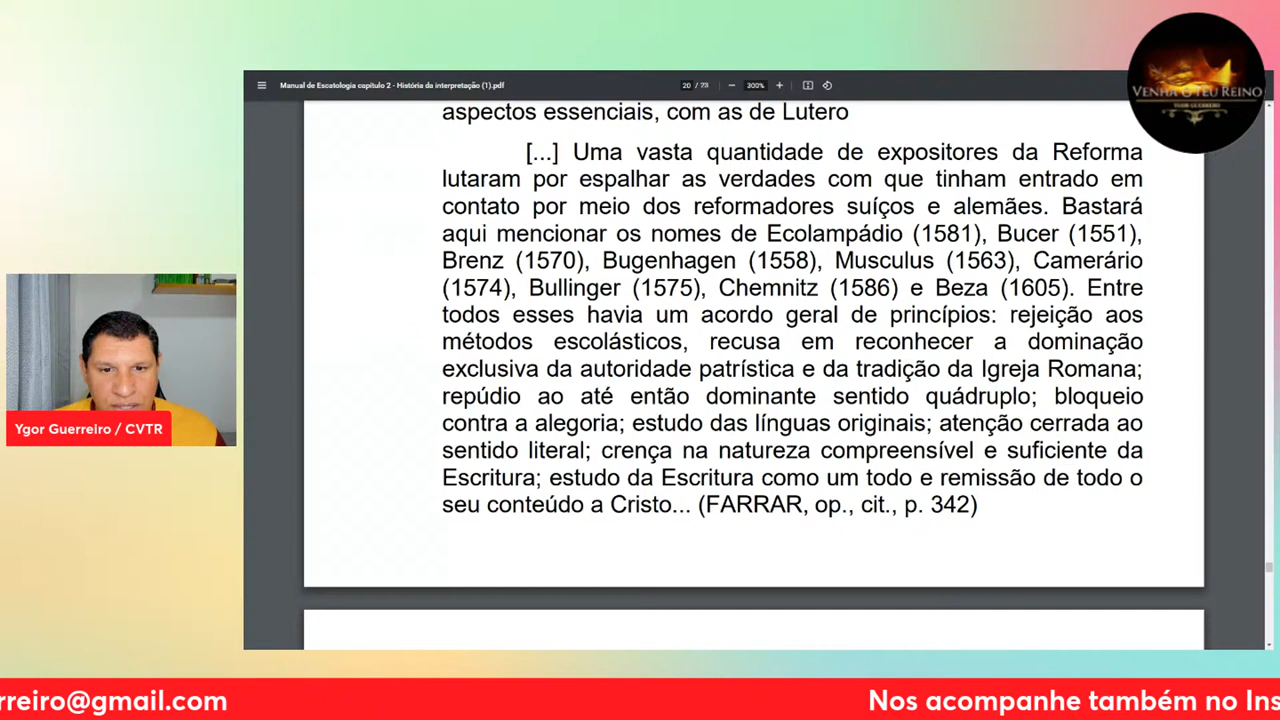 Manual de Escatologia capítulo 2 - História da interpretação (1).pdf
20 / 73
300%
VENHA O TEU REINO
YGOR GUERREIRO
aspectos essenciais, com as de Lutero
[...] Uma vasta quantidade de expositores da Reforma
lutaram por espalhar as verdades com que tinham entrado em
contato por meio dos reformadores suíços e alemães. Bastará
aqui mencionar os nomes de Ecolampádio (1581), Bucer (1551),
Brenz (1570), Bugenhagen (1558), Musculus (1563), Camerário
(1574), Bullinger (1575), Chemnitz (1586) e Beza (1605). Entre
todos esses havia um acordo geral de princípios: rejeição aos
métodos escolásticos, recusa em reconhecer a dominação
exclusiva da autoridade patrística e da tradição da Igreja Romana;
repúdio ao até então dominante sentido quádruplo; bloqueio
contra a alegoria; estudo das línguas originais; atenção cerrada ao
sentido literal; crença na natureza compreensível e suficiente da
Escritura; estudo da Escritura como um todo e remissão de todo o
seu conteúdo a Cristo... (FARRAR, op., cit., p. 342)
Ygor Guerreiro / CVTR
rreiro@gmail.com
Nos acompanhe também no Ins